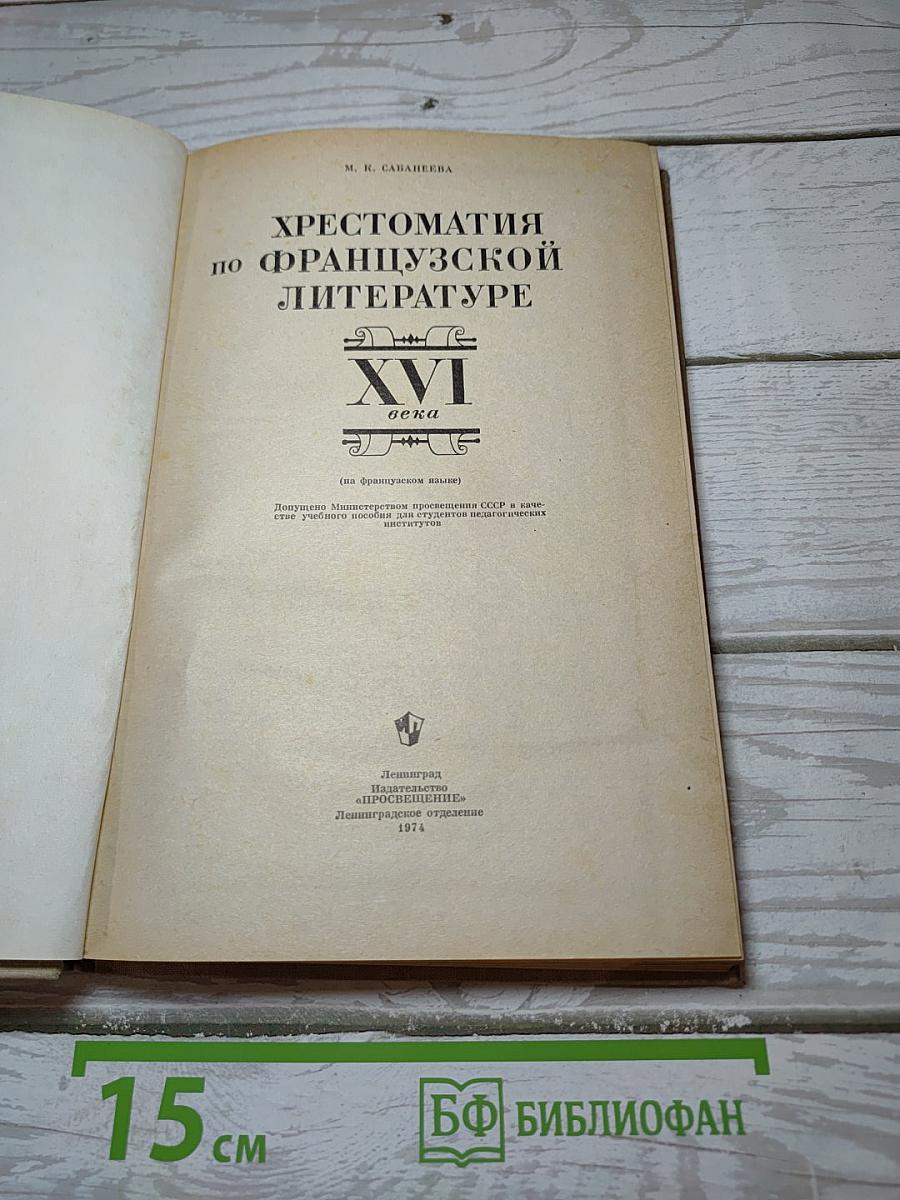 М. К. САБАНЕЕВА
ХРЕСТОМАТИЯ
ПО ФРАНЦУЗСКОЙ
ЛИТЕРАТУРЕ
XVI
века
(на французском языке)
Допущено Министерством просвещения СССР в каче-
стве учебного пособия для студентов педагогических
институтов
Ленинград
Издательство
«ПРОСВЕЩЕНИЕ»
Ленинградское отделение
1974
15 см
БФ БИБЛИОФАН